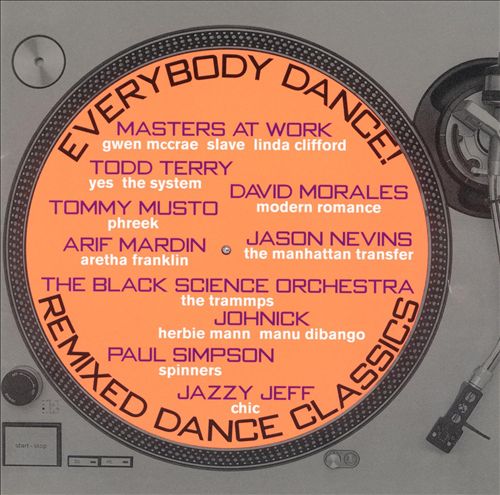 EVERYBODY DANCE!
MASTERS AT WORK
gwen mccrae slave linda clifford
TODD TERRY
yes the system
DAVID MORALES
modern romance
TOMMY MUSTO
phreek
ARIF MARDIN
aretha franklin
JASON NEVINS
the manhattan transfer
THE BLACK SCIENCE ORCHESTRA
the trammps
JOHNICK
herbie mann manu dibango
PAUL SIMPSON
spinners
JAZZY JEFF
chic
REMIXED DANCE CLASSICS
start · stop